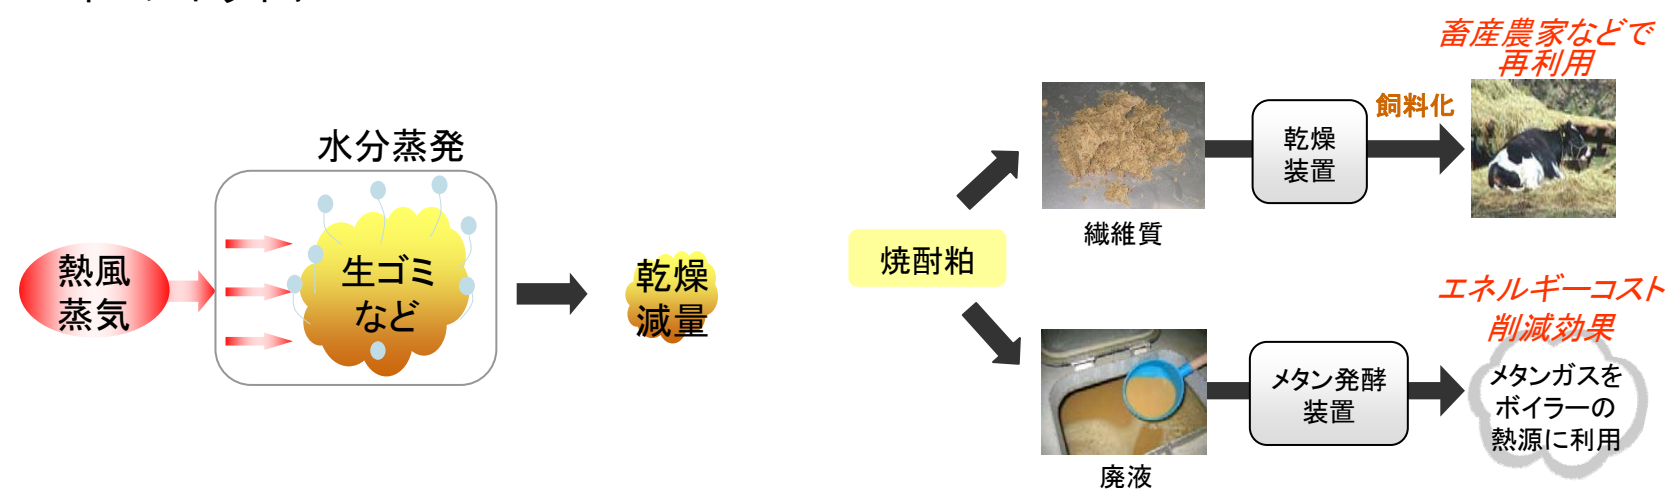 水分蒸発
熱風
蒸気
生ゴミ
など
乾燥
減量
焼酎粕
繊維質
乾燥
装置
飼料化
畜産農家などで
再利用
廃液
メタン発酵
装置
エネルギーコスト
削減効果
メタンガスを
ボイラーの
熱源に利用